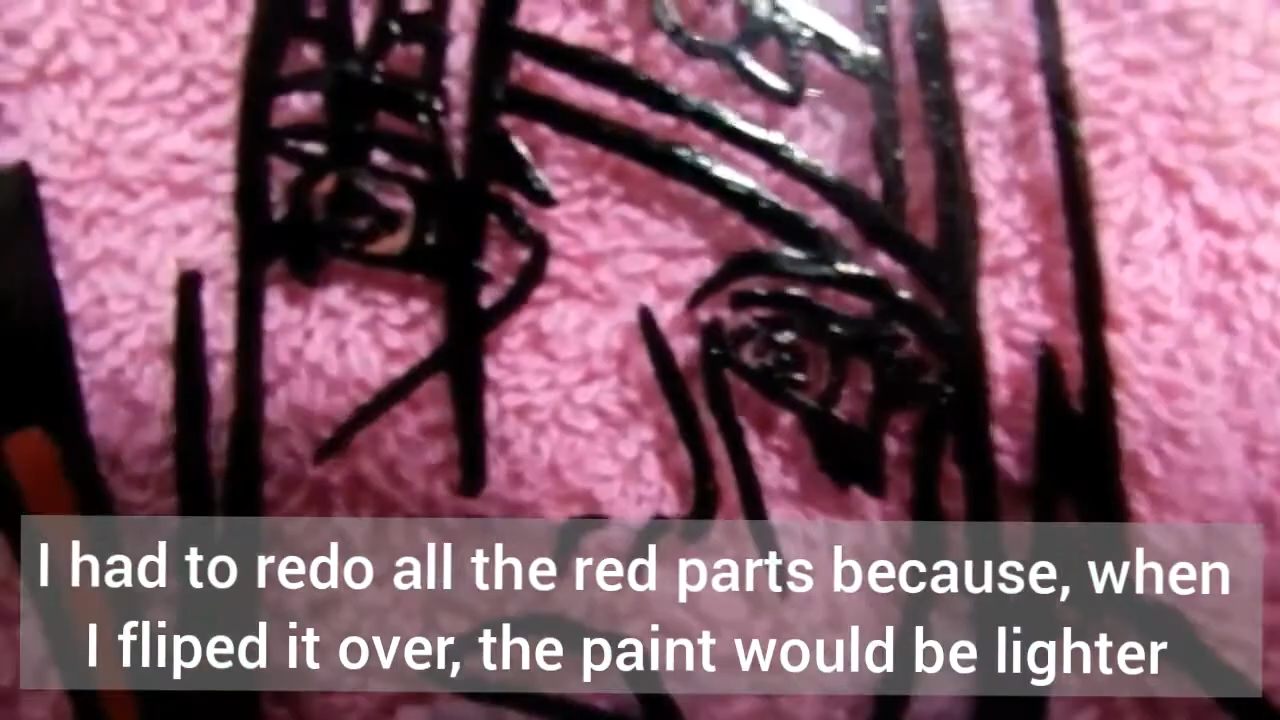 I had to redo all the red parts because, when
I fliped it over, the paint would be lighter